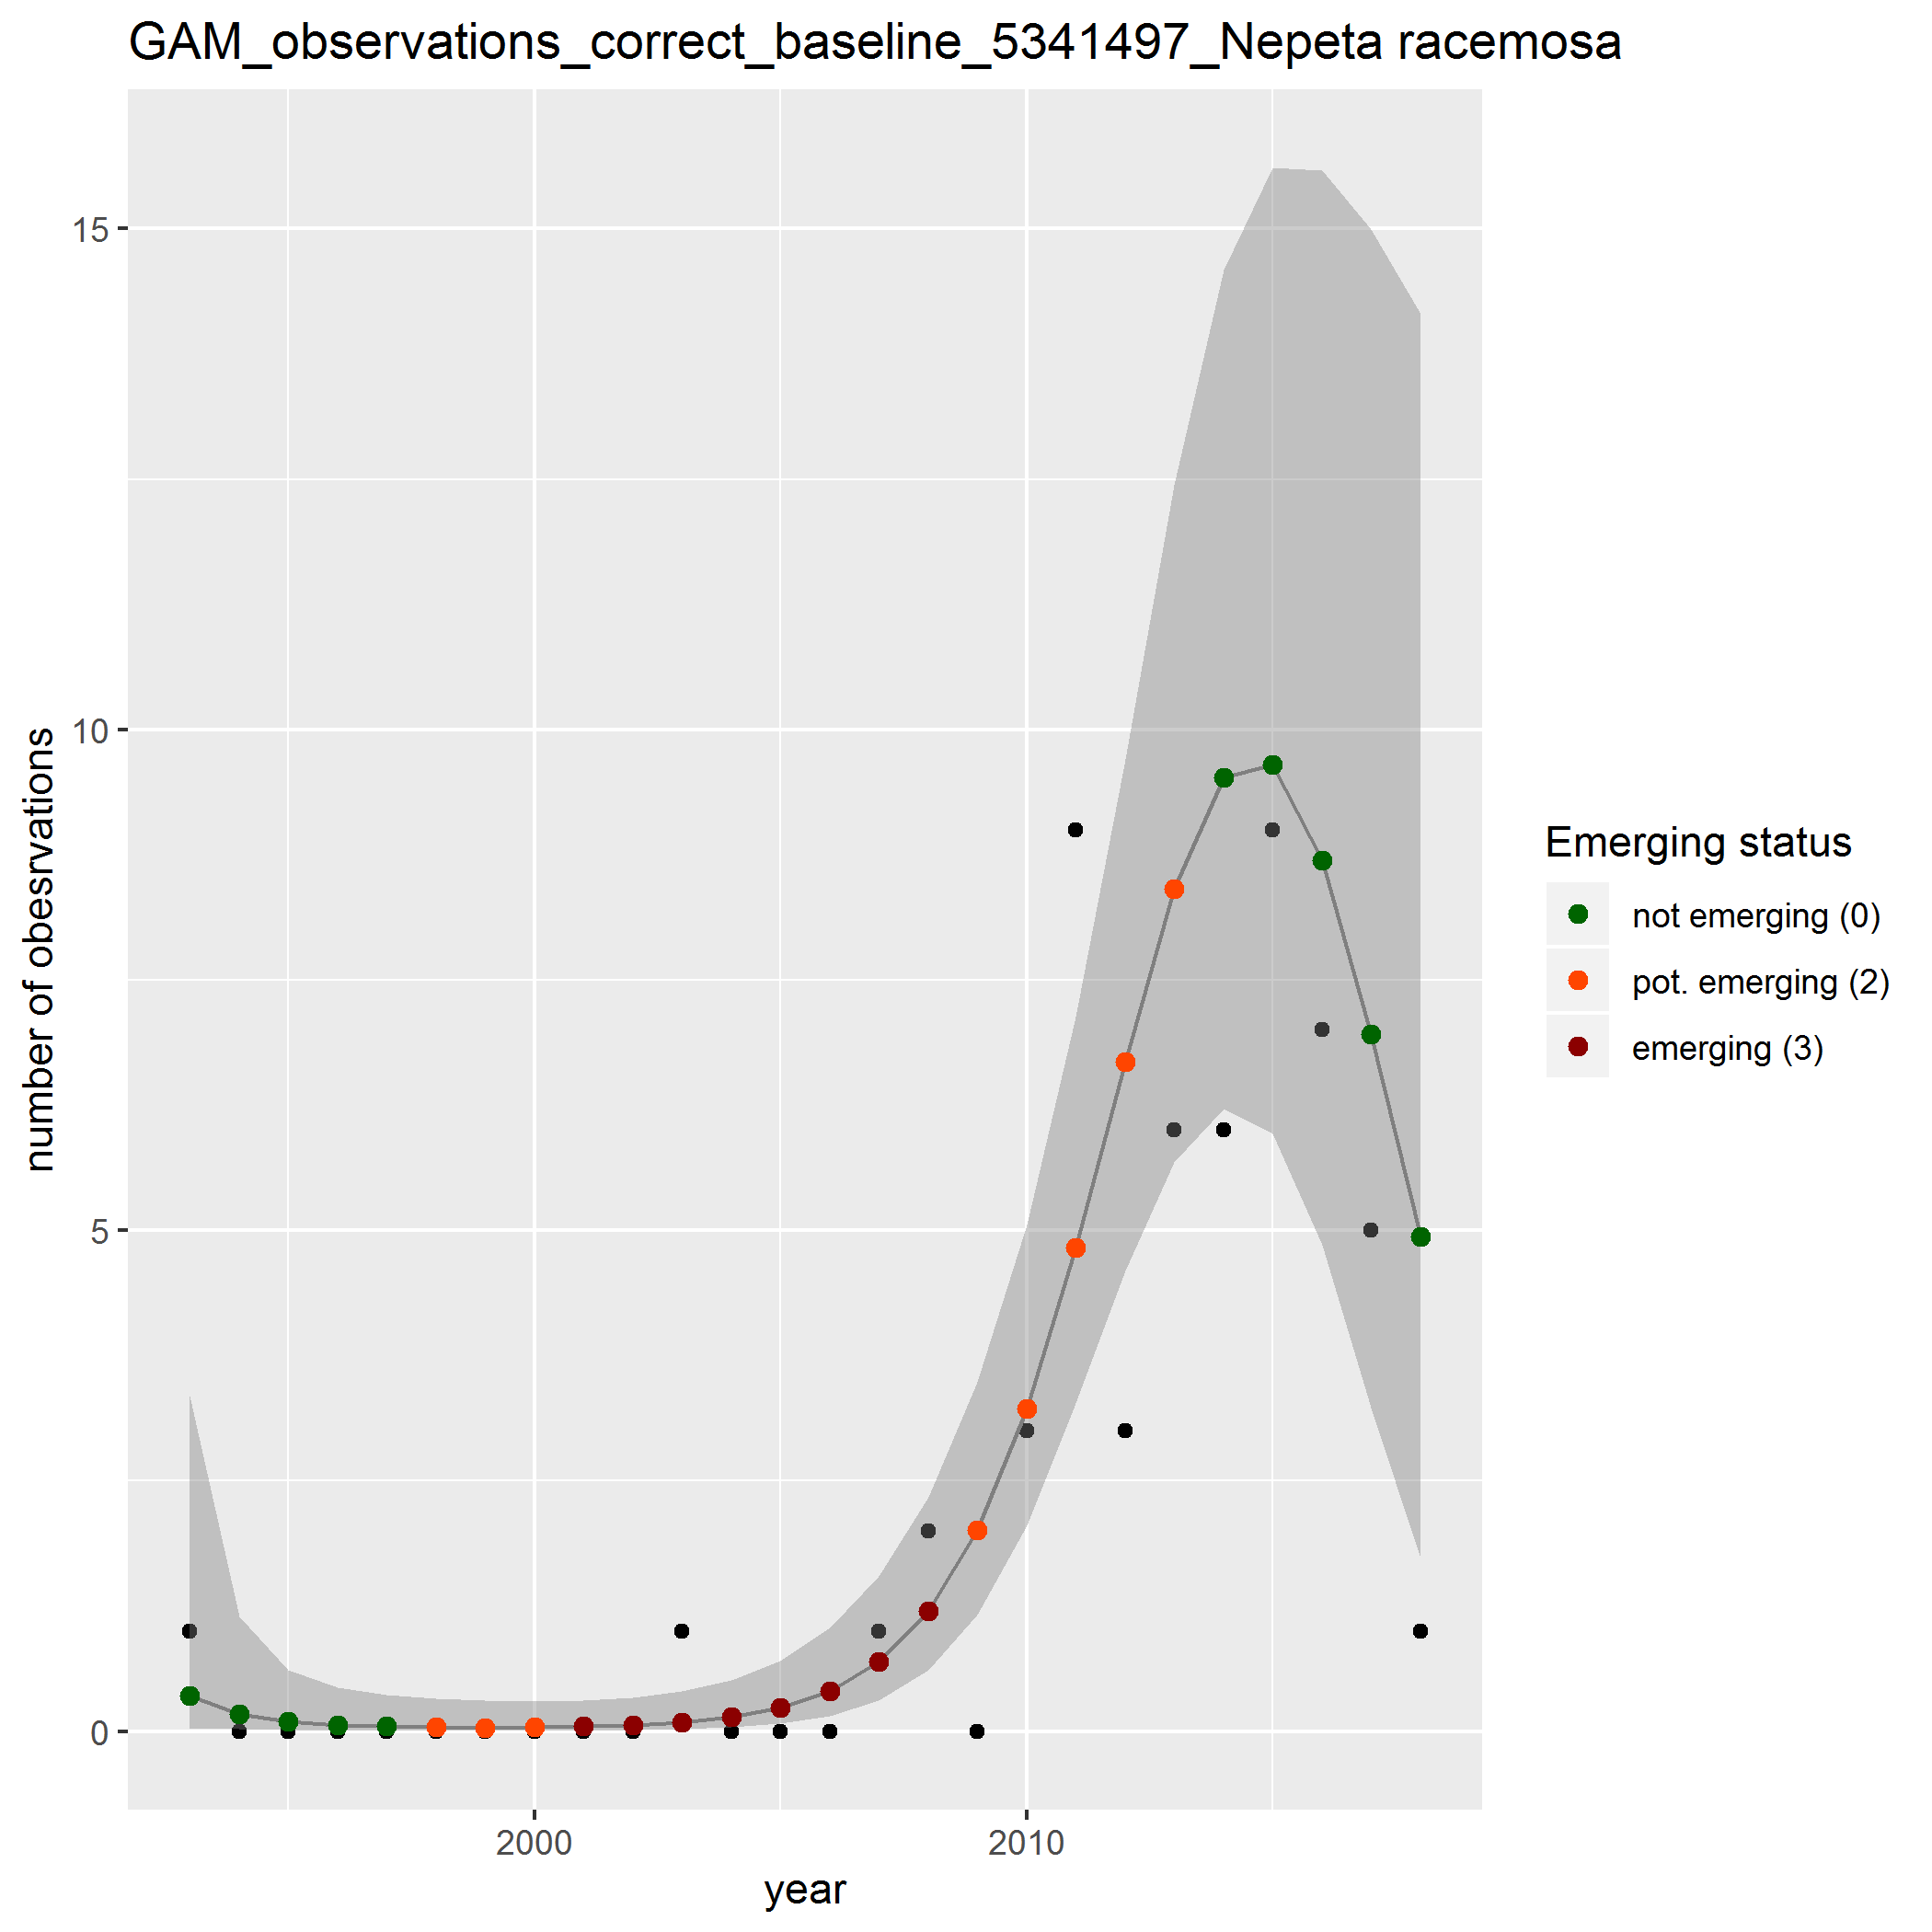 GAM_observations_correct_baseline_5341497_Nepeta racemosa
number of obesrvations
15
10
5
0
2000
2010
year
Emerging status
not emerging (0)
pot. emerging (2)
emerging (3)